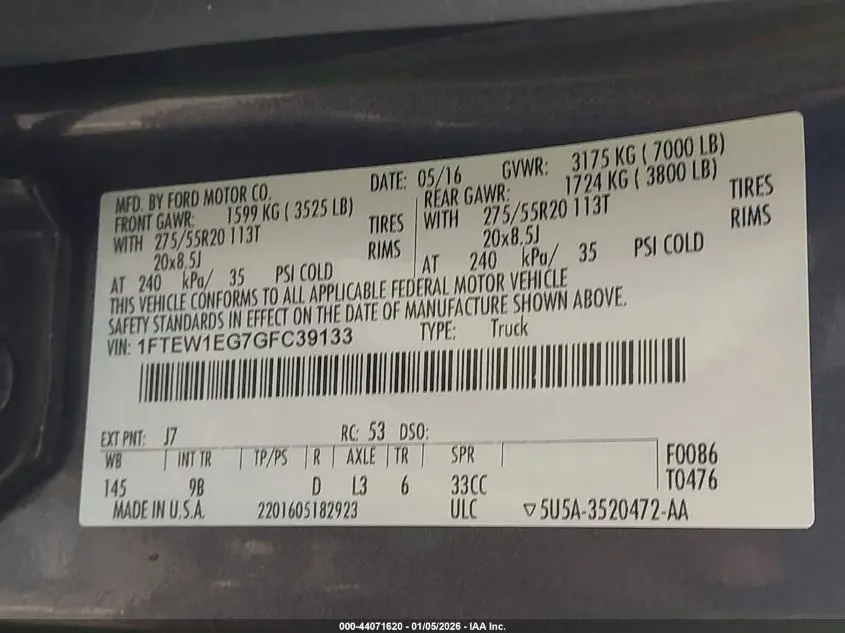 MFD. BY FORD MOTOR CO. DATE: 05/16 GVWR: 3175 KG ( 7000 LB)
FRONT GAWR: 1599 KG ( 3525 LB) REAR GAWR: 1724 KG ( 3800 LB)
WITH 275/55R20 113T TIRES WITH 275/55R20 113T TIRES
20x8.5J RIMS 20x8.5J RIMS
AT 240 kPa/ 35 PSI COLD AT 240 kPa/ 35 PSI COLD
THIS VEHICLE CONFORMS TO ALL APPLICABLE FEDERAL MOTOR VEHICLE
SAFETY STANDARDS IN EFFECT ON THE DATE OF MANUFACTURE SHOWN ABOVE.
VIN: 1FTEW1EG7GFC39133 TYPE: Truck
EXT PNT: J7 RC: 53 DSO:
WB INT TR TP/PS R AXLE TR SPR F0086
145 9B D L3 6 33CC T0476
MADE IN U.S.A. 2201605182923 ULC ▽5U5A-3520472-AA
000-44071620 - 01/05/2026 - IAA Inc.